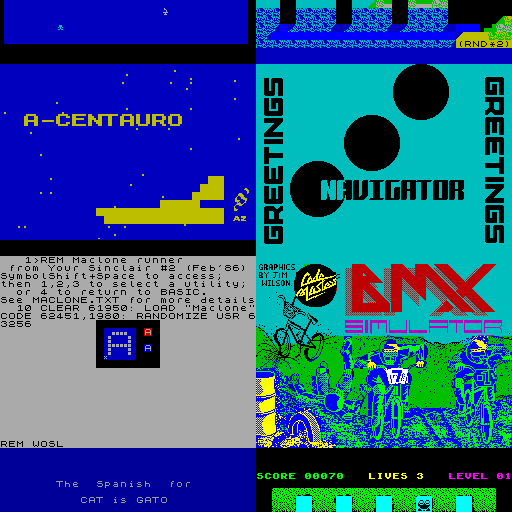 (RND*2)
A-CENTAURO
AZ
GREETINGS
NAVIGATOR
GREETINGS
1>REM Maclone runner
from Your Sinclair #2 (Feb'86)
SymbolShift+Space to access;
then 1,2,3 to select a utility;
or 4 to return to BASIC.
See MACLONE.TXT for more details
10 CLEAR 61950: LOAD "Maclone"
CODE 62451,1980: RANDOMIZE USR 6
3256
A
R
A
REM WOSL
GRAPHICS
BY JIM
WILSON.
Code
Masters
BMX
SIMULATOR
The Spanish for
CAT is GATO
SCORE 00070 LIVES 3 LEVEL 01